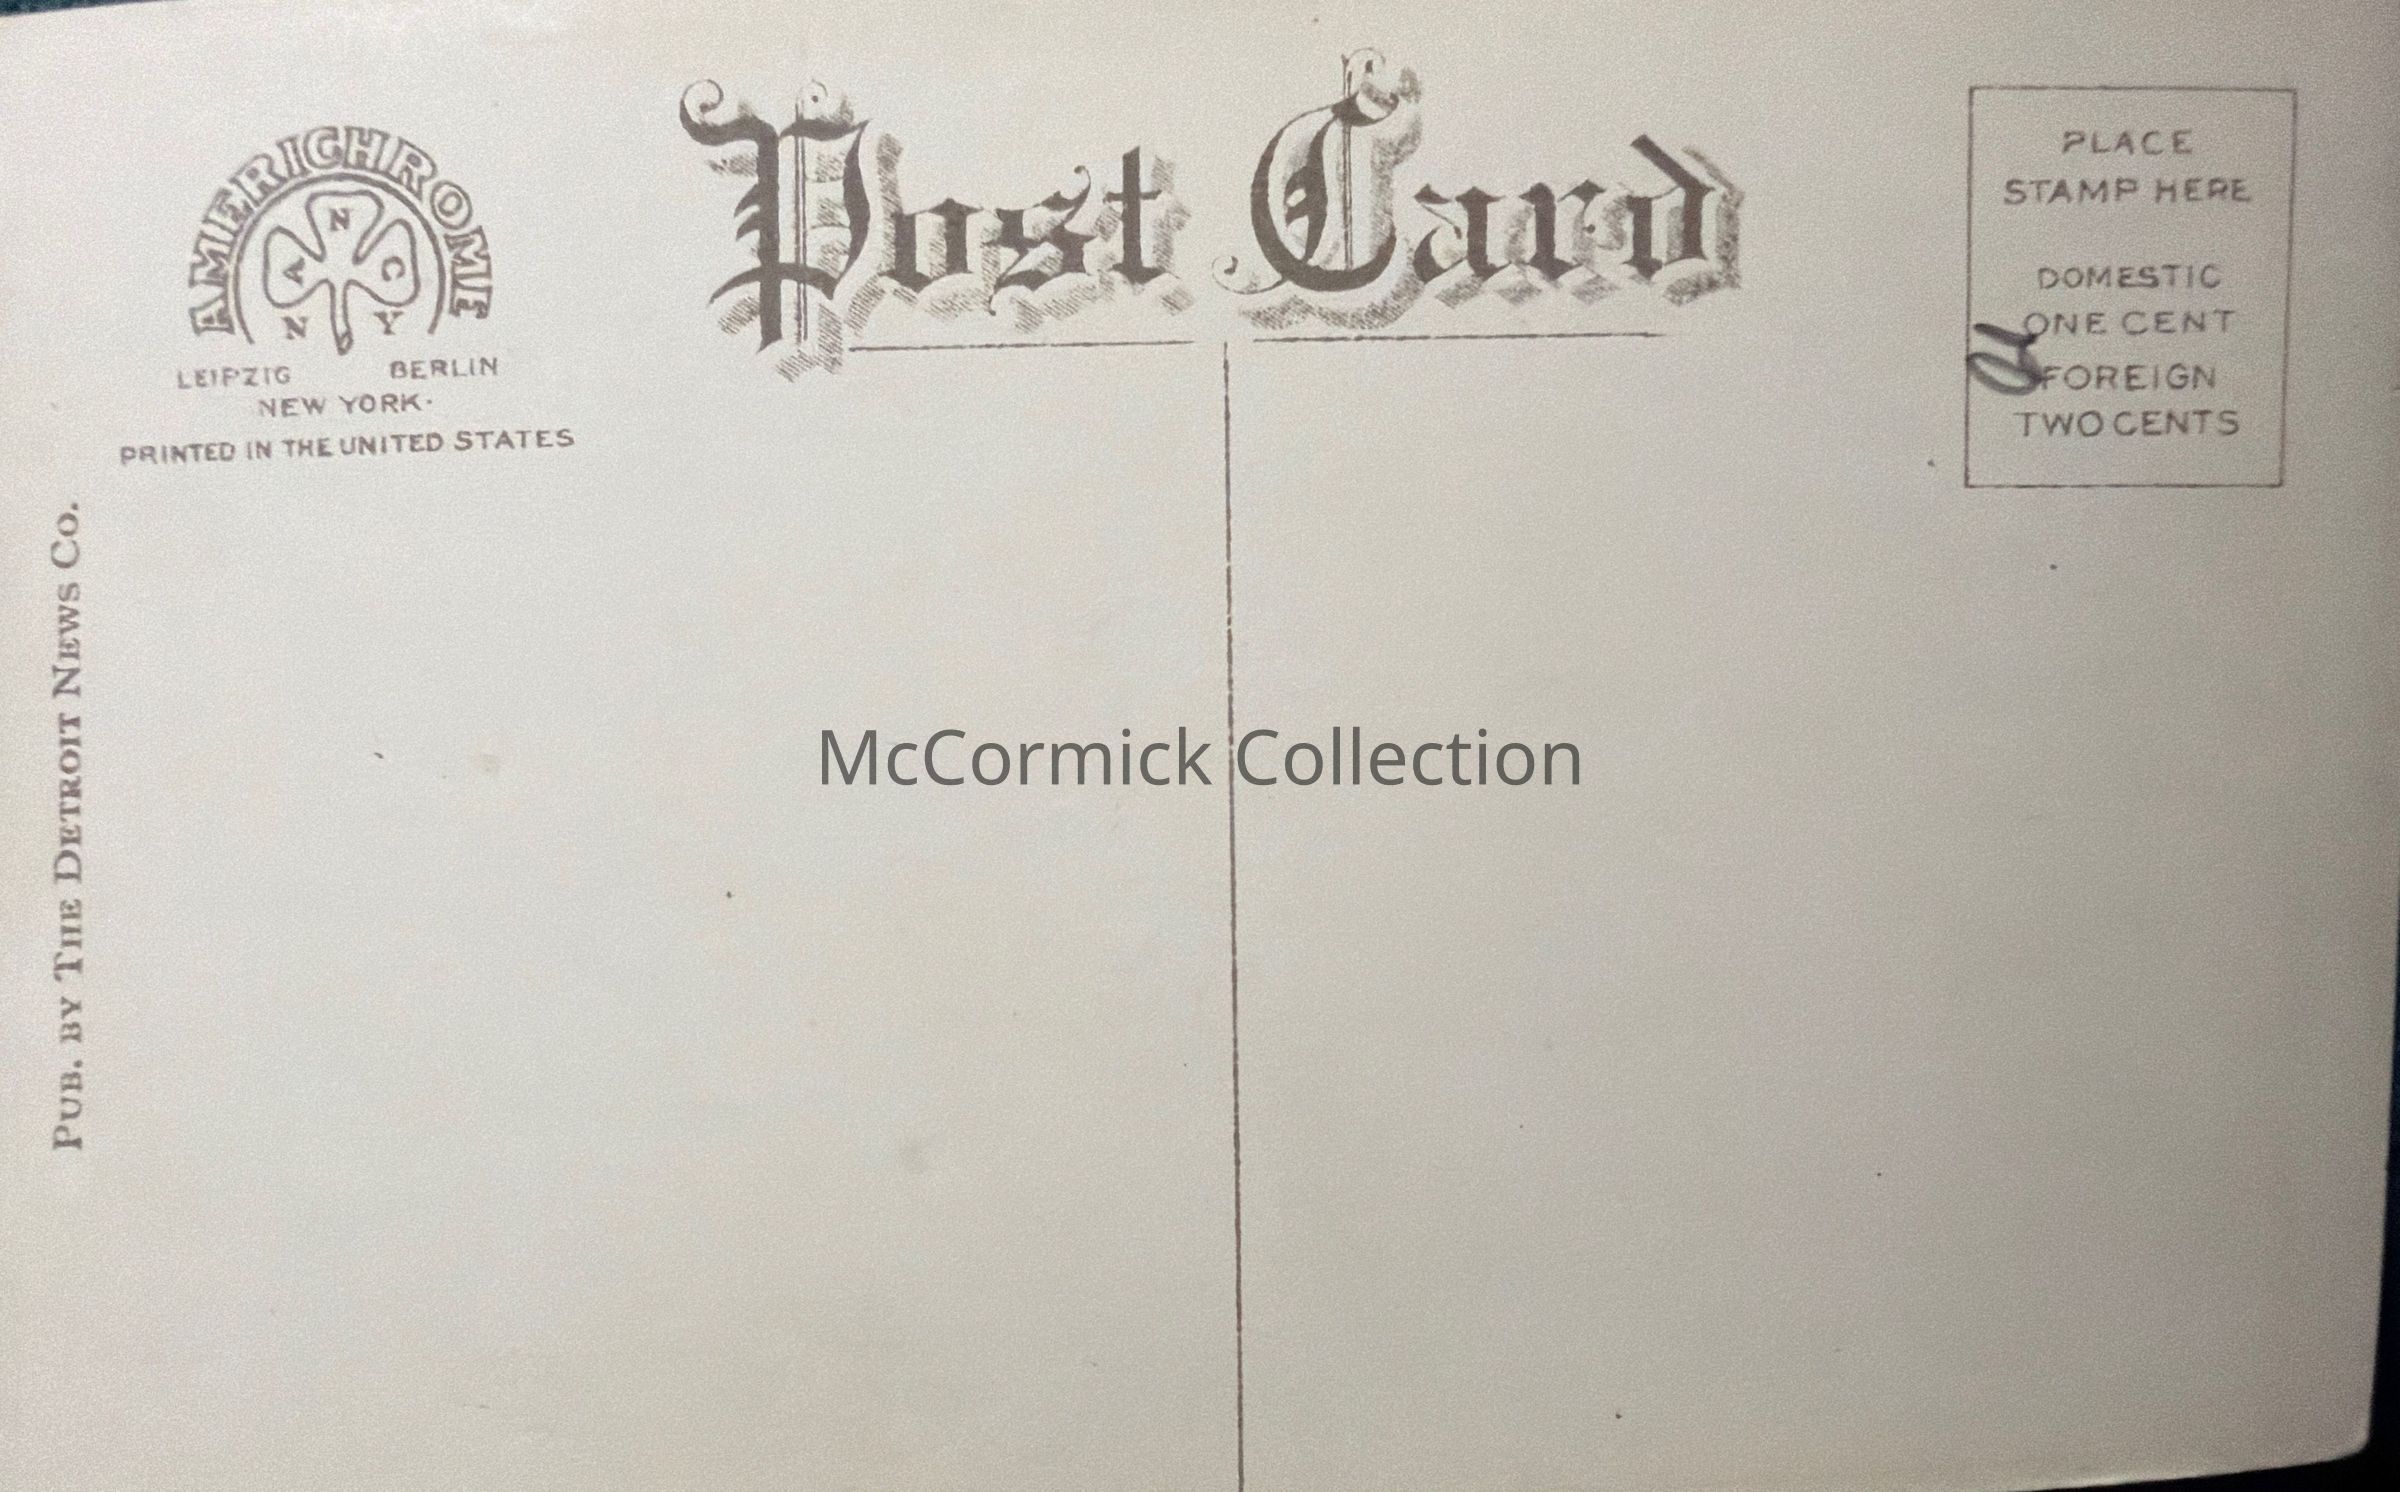 AMERICHROME
N
A C
N Y
LEIPZIG BERLIN
NEW YORK.
PRINTED IN THE UNITED STATES
PUB. BY THE DETROIT NEWS CO.
Post Card
PLACE
STAMP HERE
DOMESTIC
ONE CENT
FOREIGN
TWO CENTS
McCormick Collection